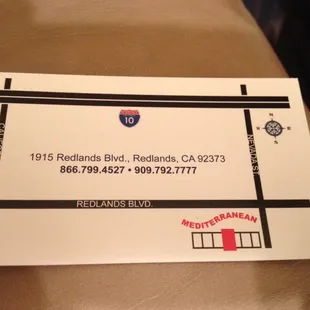 10
1915 Redlands Blvd., Redlands, CA 92373
866.799.4527 • 909.792.7777
REDLANDS BLVD.
MEDITERRANEAN